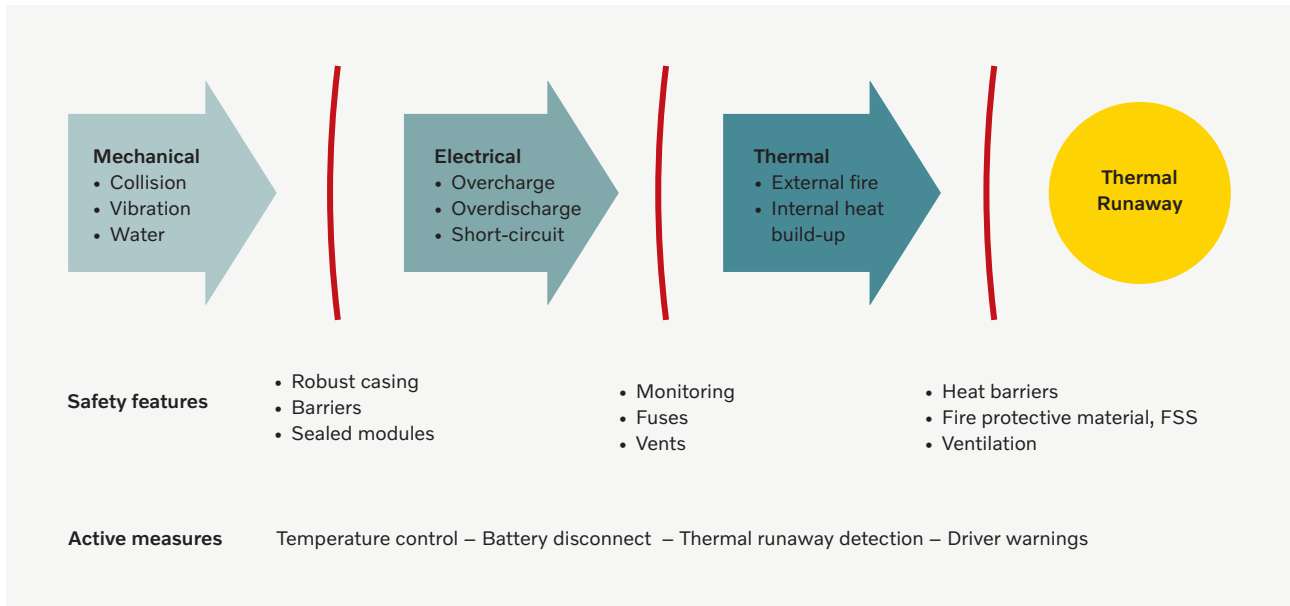 Mechanical
• Collision
• Vibration
• Water
Electrical
• Overcharge
• Overdischarge
• Short-circuit
Thermal
• External fire
• Internal heat
build-up
Thermal
Runaway
Safety features
• Robust casing
• Barriers
• Sealed modules
• Monitoring
• Fuses
• Vents
• Heat barriers
• Fire protective material, FSS
• Ventilation
Active measures
Temperature control – Battery disconnect – Thermal runaway detection – Driver warnings